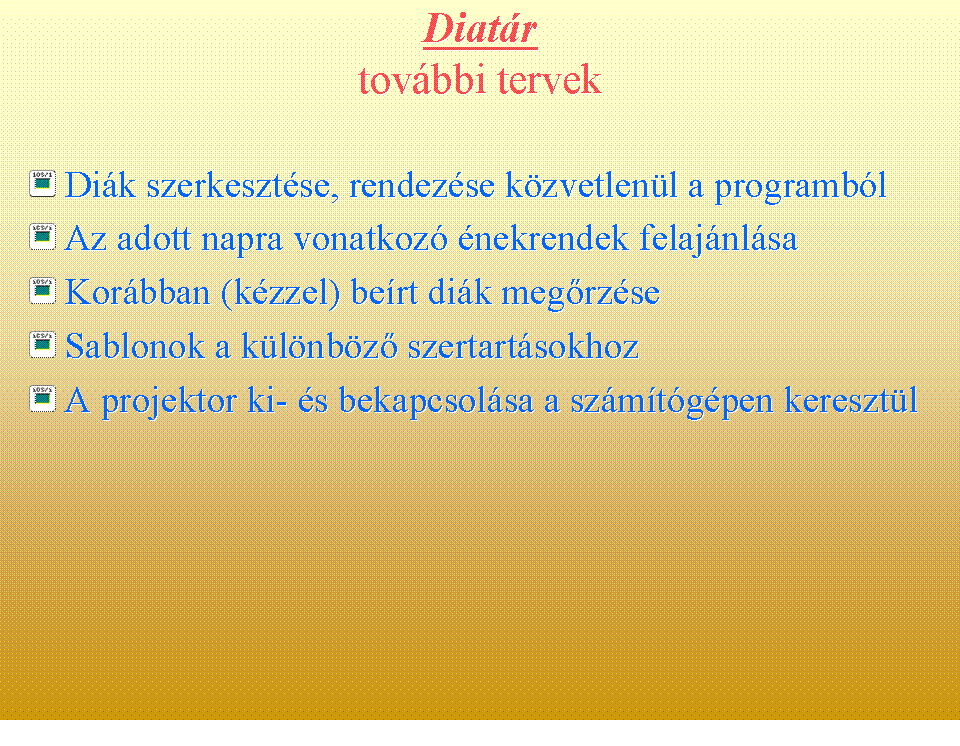 Diatár
további tervek
Diák szerkesztése, rendezése közvetlenül a programból
Az adott napra vonatkozó énekrendek felajánlása
Korábban (kézzel) beírt diák megőrzése
Sablonok a különböző szertartásokhoz
A projektor ki- és bekapcsolása a számítógépen keresztül